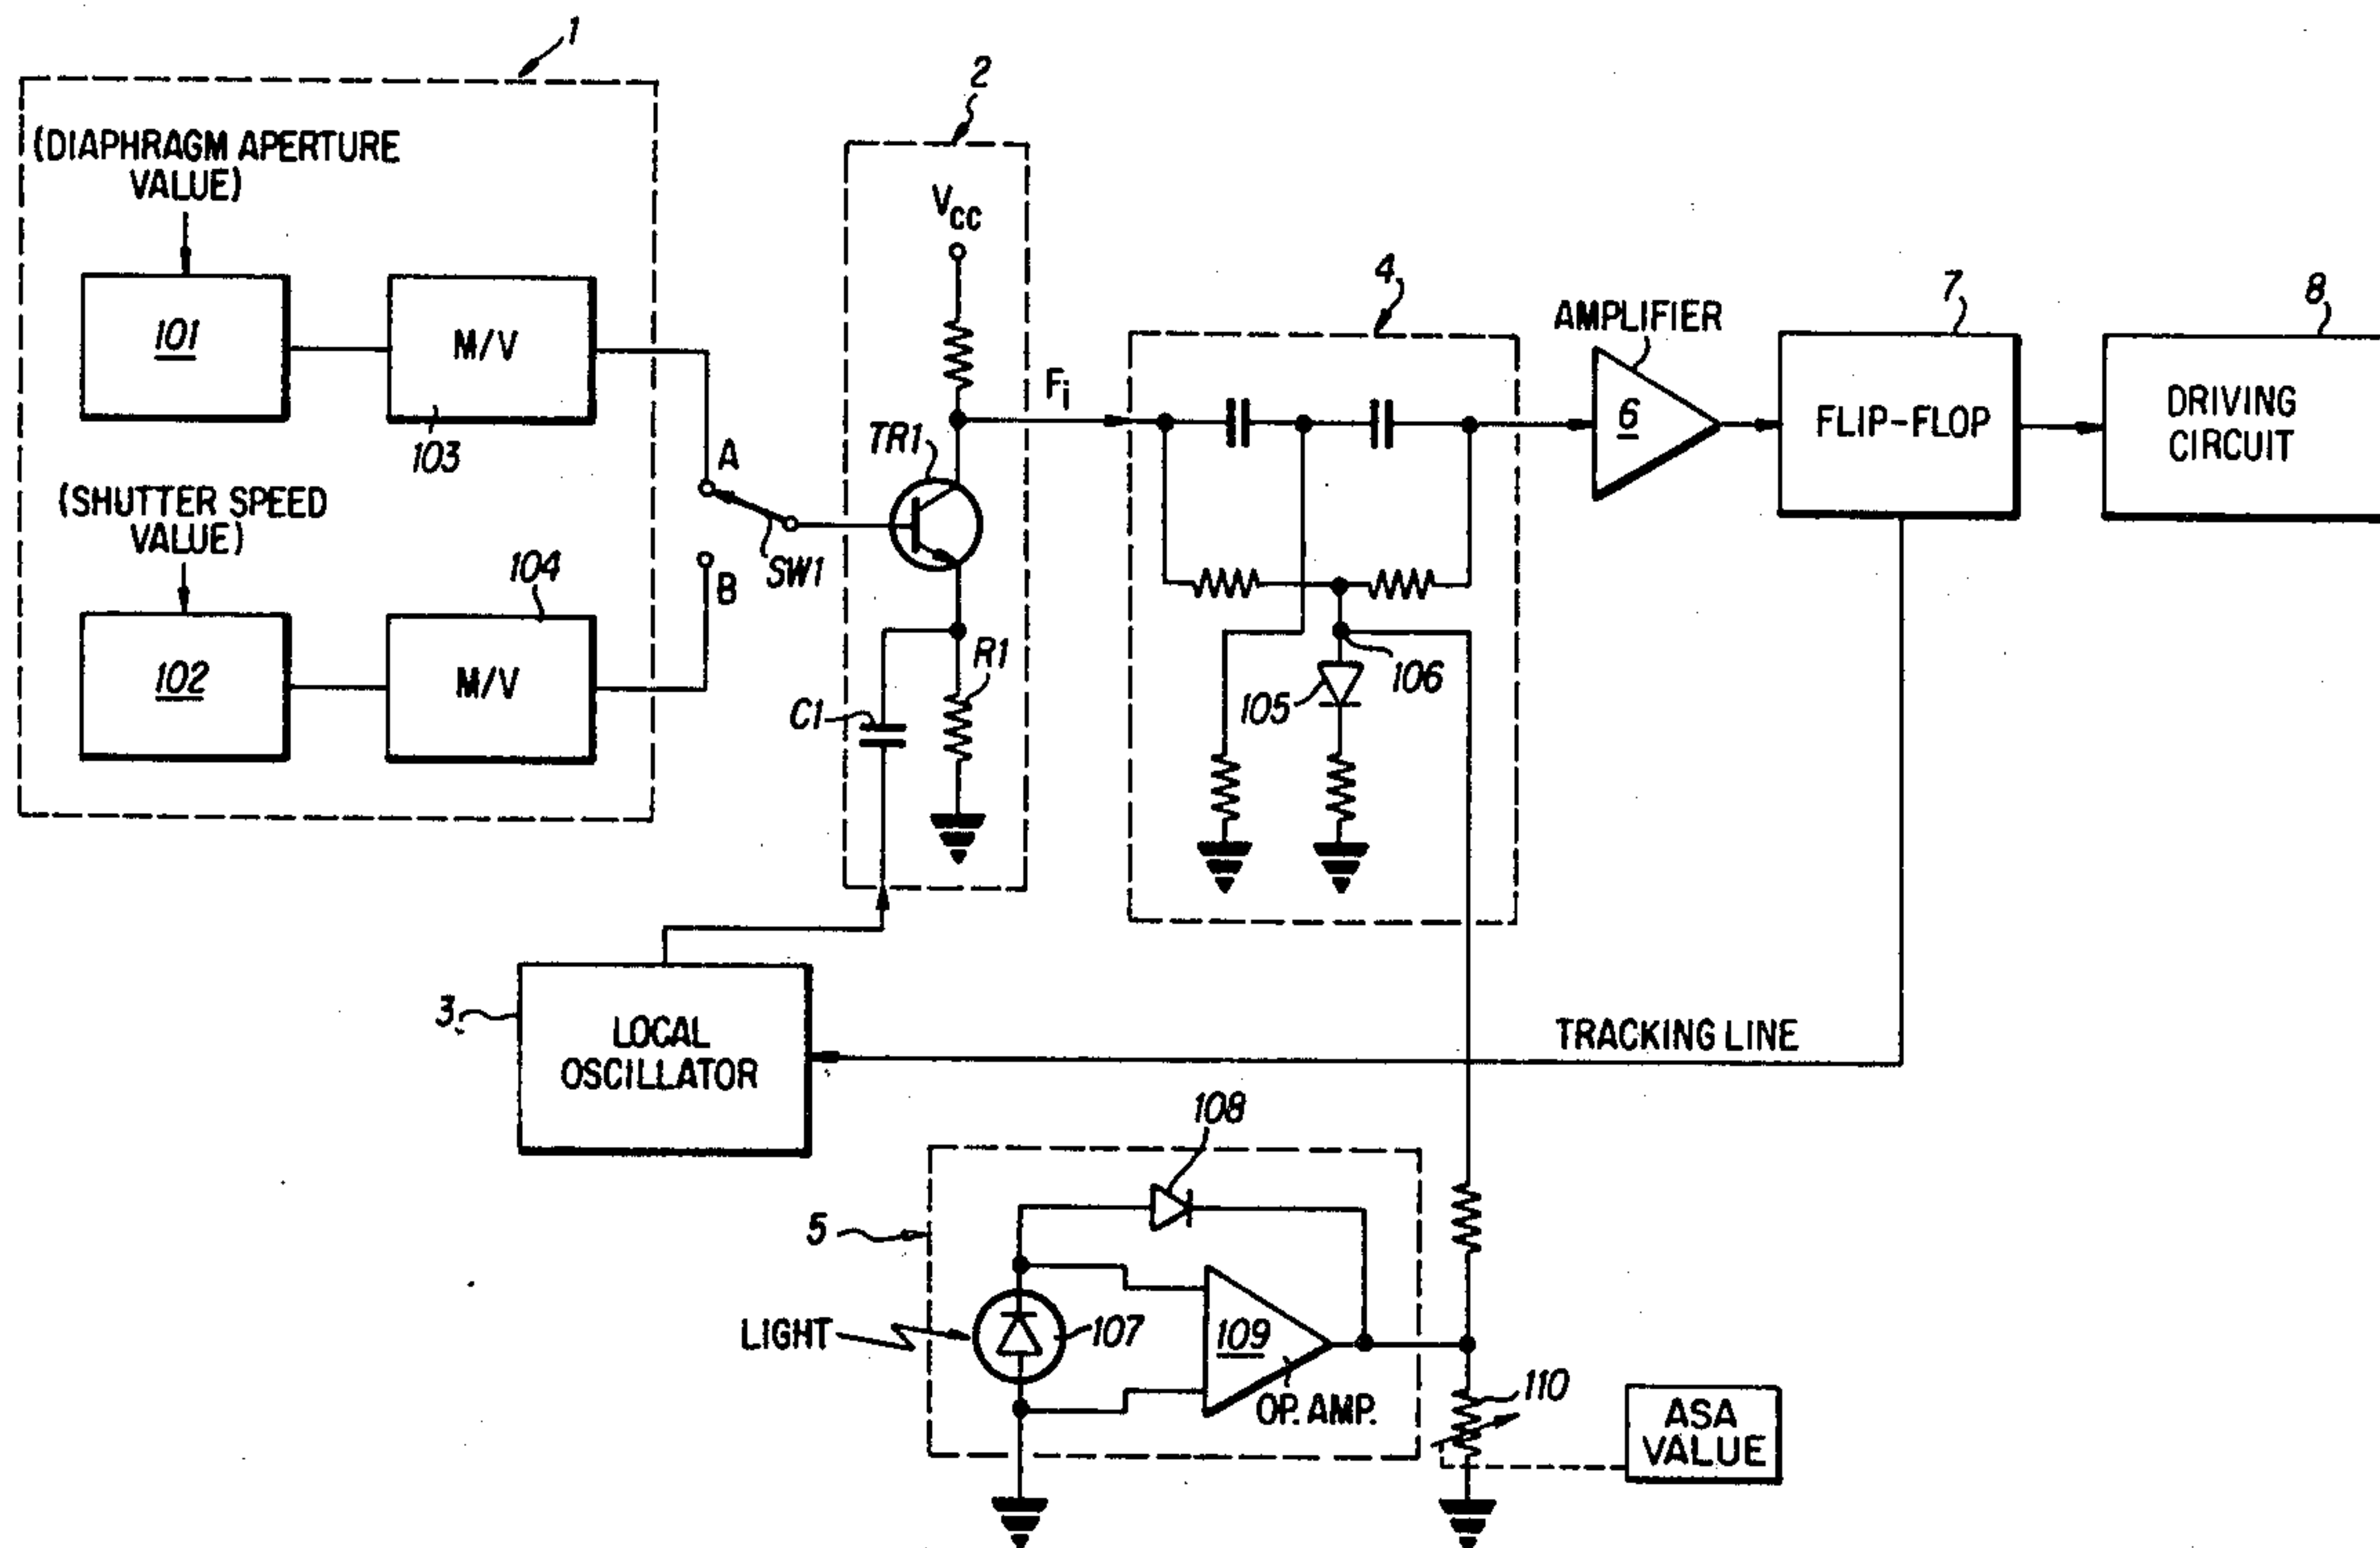 1
2
(DIAPHRAGM APERTURE
VALUE)
101
M/V
103
(SHUTTER SPEED
VALUE)
102
M/V
104
A
B
SW1
VCC
TR1
R1
C1
Fi
4
105
106
AMPLIFIER
6
7
FLIP-FLOP
8
DRIVING
CIRCUIT
3
LOCAL
OSCILLATOR
TRACKING LINE
5
108
LIGHT
107
109
OP. AMP.
110
ASA
VALUE